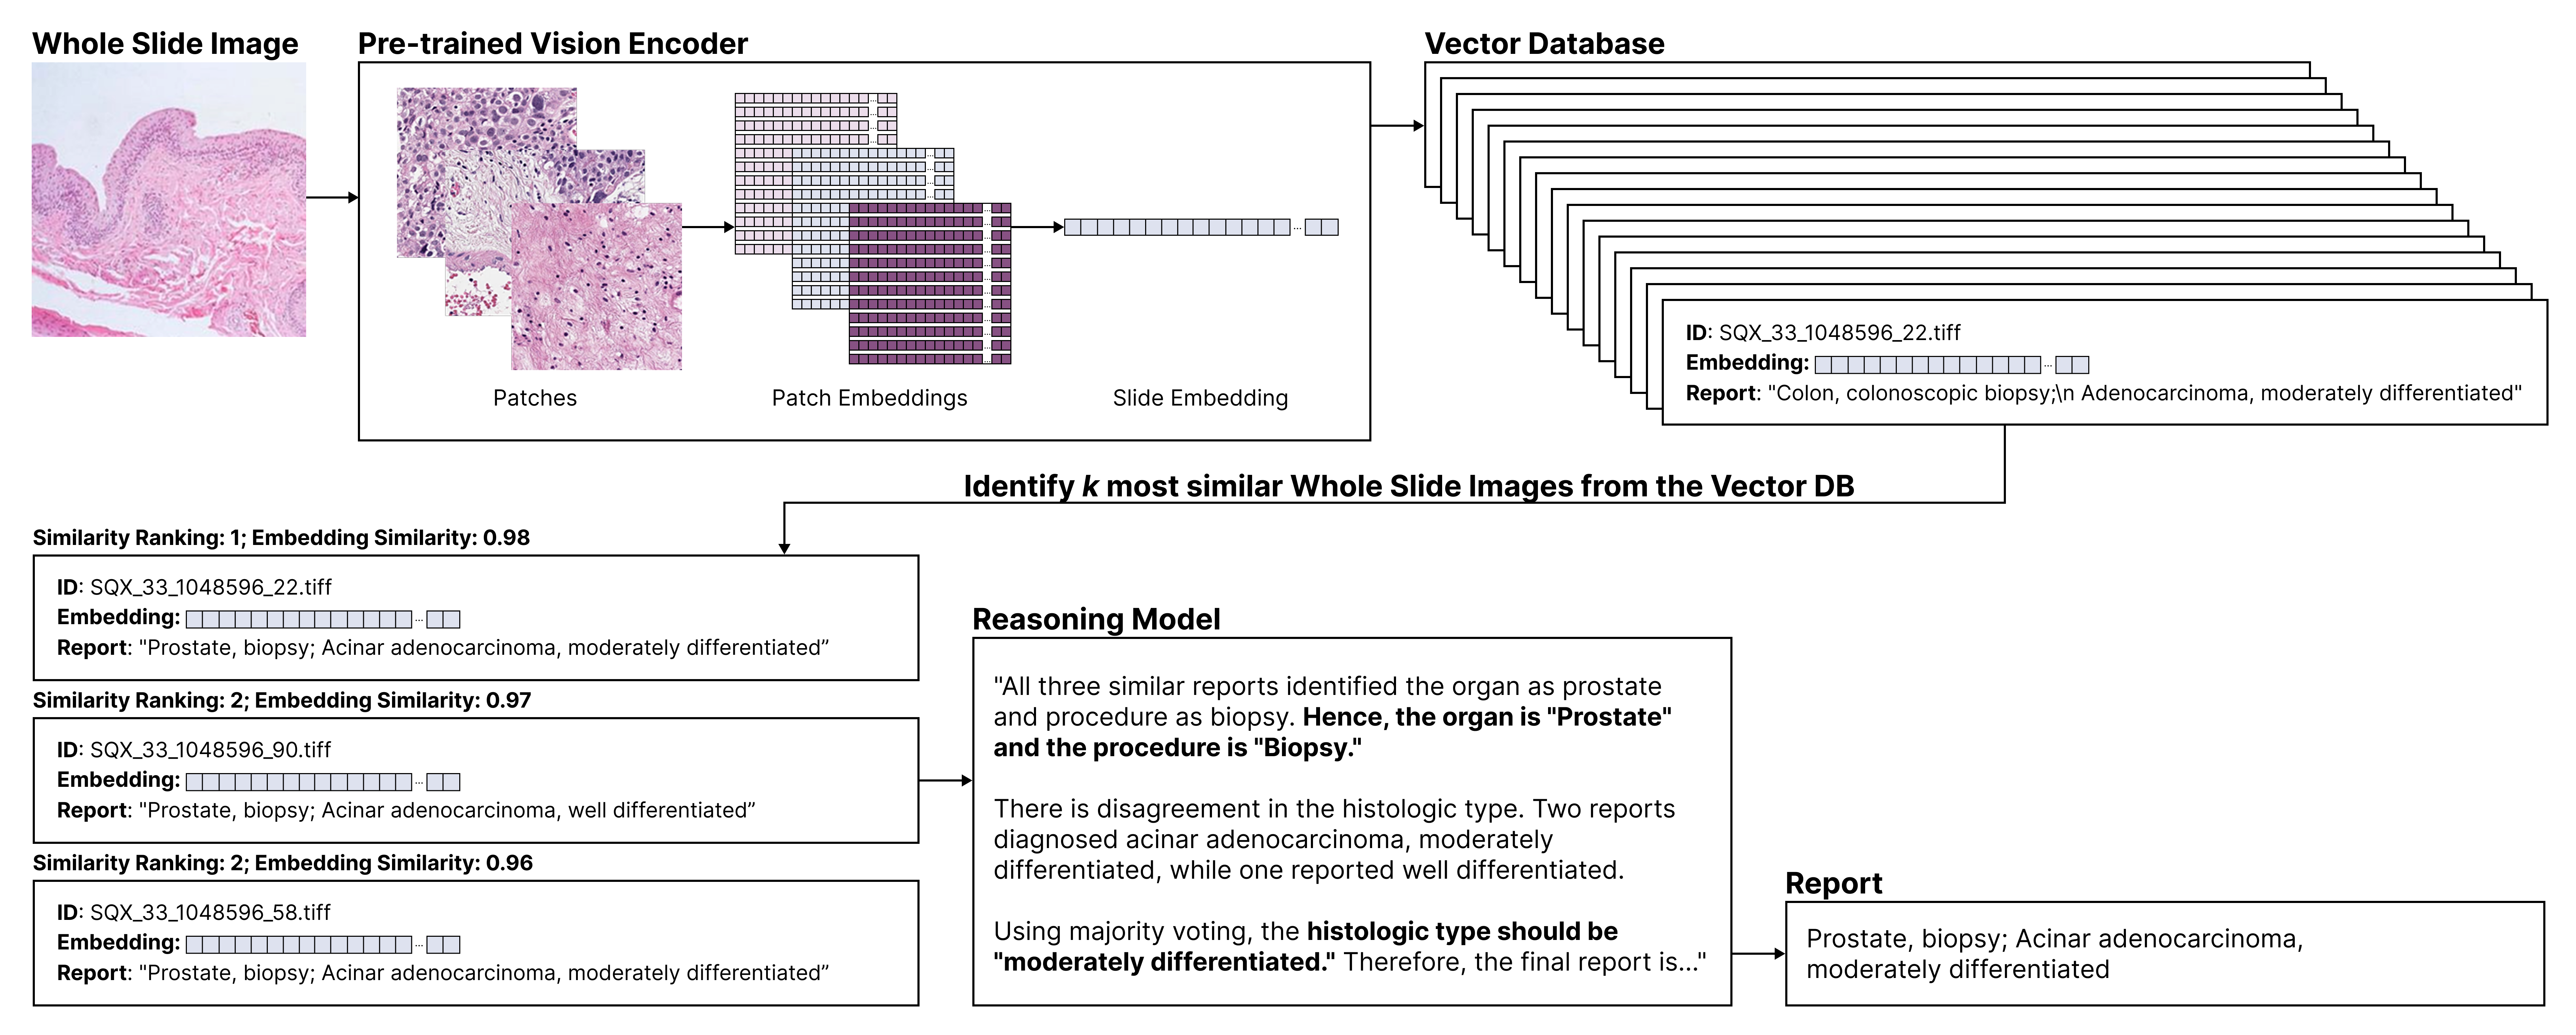 Whole Slide Image
Pre-trained Vision Encoder
Patches
Patch Embeddings
Slide Embedding
Vector Database
ID: SQX_33_1048596_22.tiff
Embedding: ...
Report: "Colon, colonoscopic biopsy;\n Adenocarcinoma, moderately differentiated"
Identify k most similar Whole Slide Images from the Vector DB
Similarity Ranking: 1; Embedding Similarity: 0.98
ID: SQX_33_1048596_22.tiff
Embedding: ...
Report: "Prostate, biopsy; Acinar adenocarcinoma, moderately differentiated”
Similarity Ranking: 2; Embedding Similarity: 0.97
ID: SQX_33_1048596_90.tiff
Embedding: ...
Report: "Prostate, biopsy; Acinar adenocarcinoma, well differentiated”
Similarity Ranking: 2; Embedding Similarity: 0.96
ID: SQX_33_1048596_58.tiff
Embedding: ...
Report: "Prostate, biopsy; Acinar adenocarcinoma, moderately differentiated”
Reasoning Model
"All three similar reports identified the organ as prostate
and procedure as biopsy. Hence, the organ is "Prostate"
and the procedure is "Biopsy."
There is disagreement in the histologic type. Two reports
diagnosed acinar adenocarcinoma, moderately
differentiated, while one reported well differentiated.
Using majority voting, the histologic type should be
"moderately differentiated." Therefore, the final report is..."
Report
Prostate, biopsy; Acinar adenocarcinoma,
moderately differentiated